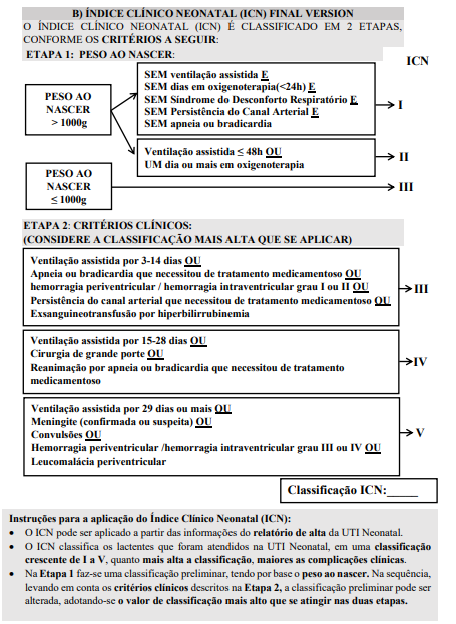 B) ÍNDICE CLÍNICO NEONATAL (ICN) FINAL VERSION
O ÍNDICE CLÍNICO NEONATAL (ICN) É CLASSIFICADO EM 2 ETAPAS,
CONFORME OS CRITÉRIOS A SEGUIR:
ETAPA 1: PESO AO NASCER:
ICN
PESO AO
NASCER
> 1000g
SEM ventilação assistida E
SEM dias em oxigenoterapia(<24h) E
SEM Síndrome do Desconforto Respiratório E
SEM Persistência do Canal Arterial E
SEM apneia ou bradicardia
I
Ventilação assistida ≤ 48h OU
UM dia ou mais em oxigenoterapia
II
PESO AO
NASCER
≤ 1000g
III
ETAPA 2: CRITÉRIOS CLÍNICOS:
(CONSIDERE A CLASSIFICAÇÃO MAIS ALTA QUE SE APLICAR)
Ventilação assistida por 3-14 dias OU
Apneia ou bradicardia que necessitou de tratamento medicamentoso OU
hemorragia periventricular / hemorragia intraventricular grau I ou II OU
Persistência do canal arterial que necessitou de tratamento medicamentoso OU
Exsanguineotransfusão por hiperbilirrubinemia
III
Ventilação assistida por 15-28 dias OU
Cirurgia de grande porte OU
Reanimação por apneia ou bradicardia que necessitou de tratamento
medicamentoso
IV
Ventilação assistida por 29 dias ou mais OU
Meningite (confirmada ou suspeita) OU
Convulsões OU
Hemorragia periventricular /hemorragia intraventricular grau III ou IV OU
Leucomalácia periventricular
V
Classificação ICN:_____
Instruções para a aplicação do Índice Clínico Neonatal (ICN):
• O ICN pode ser aplicado a partir das informações do relatório de alta da UTI Neonatal.
• O ICN classifica os lactentes que foram atendidos na UTI Neonatal, em uma classificação
crescente de I a V, quanto mais alta a classificação, maiores as complicações clínicas.
• Na Etapa 1 faz-se uma classificação preliminar, tendo por base o peso ao nascer. Na sequência,
levando em conta os critérios clínicos descritos na Etapa 2, a classificação preliminar pode ser
alterada, adotando-se o valor de classificação mais alto que se atingir nas duas etapas.